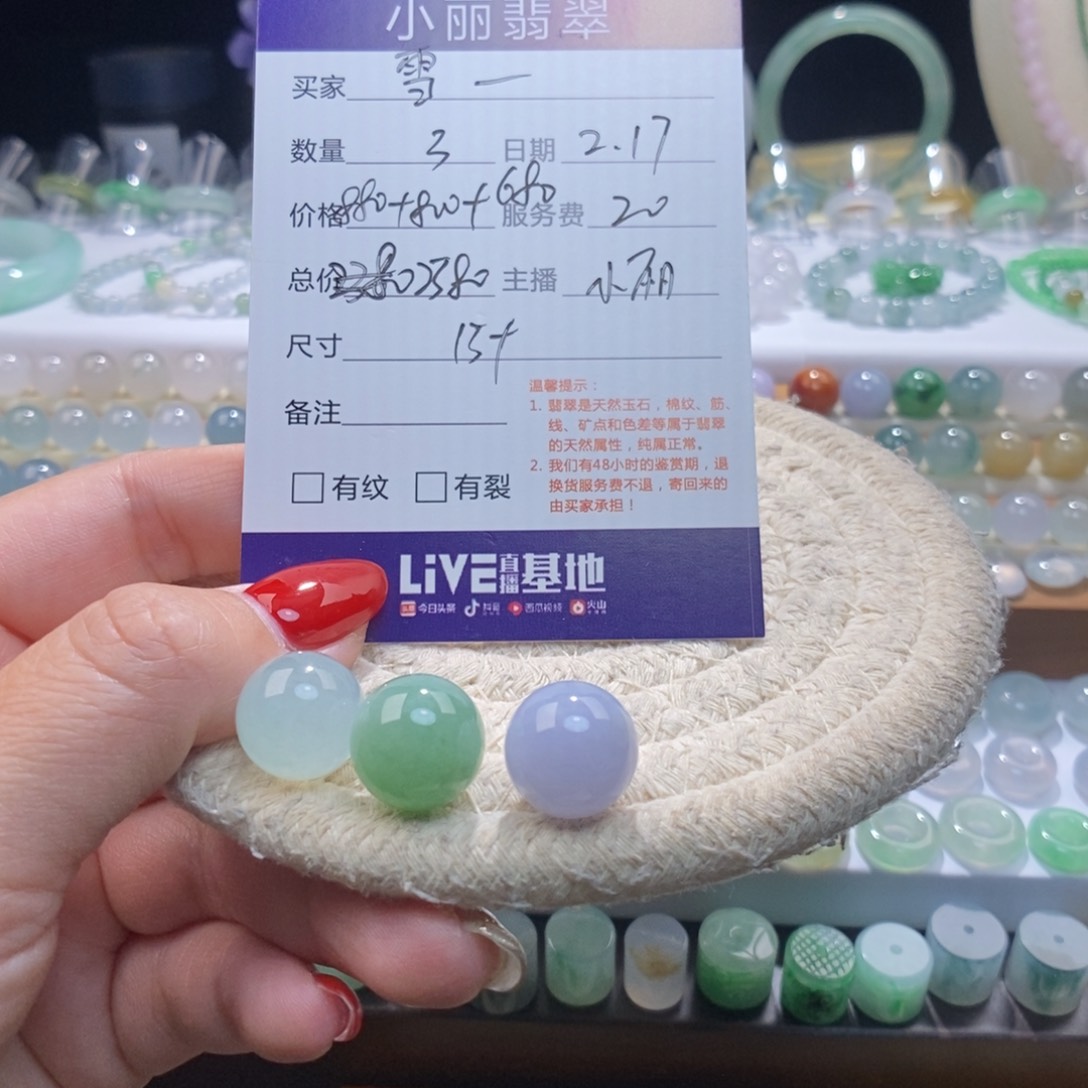 小丽翡翠
买家 雪一
数量 3 日期 2.17
价格 880+800+680 服务费 20
总价 2380 主播 小丽
尺寸 15+
备注
□有纹 □有裂
温馨提示:
1. 翡翠是天然玉石,棉纹、筋、
线、矿点和色差等属于翡翠
的天然属性,纯属正常。
2. 我们有48小时的鉴赏期,退
换货服务费不退,寄回来的
由买家承担!
LiVE直播基地
今日头条 抖音 西瓜视频 火山